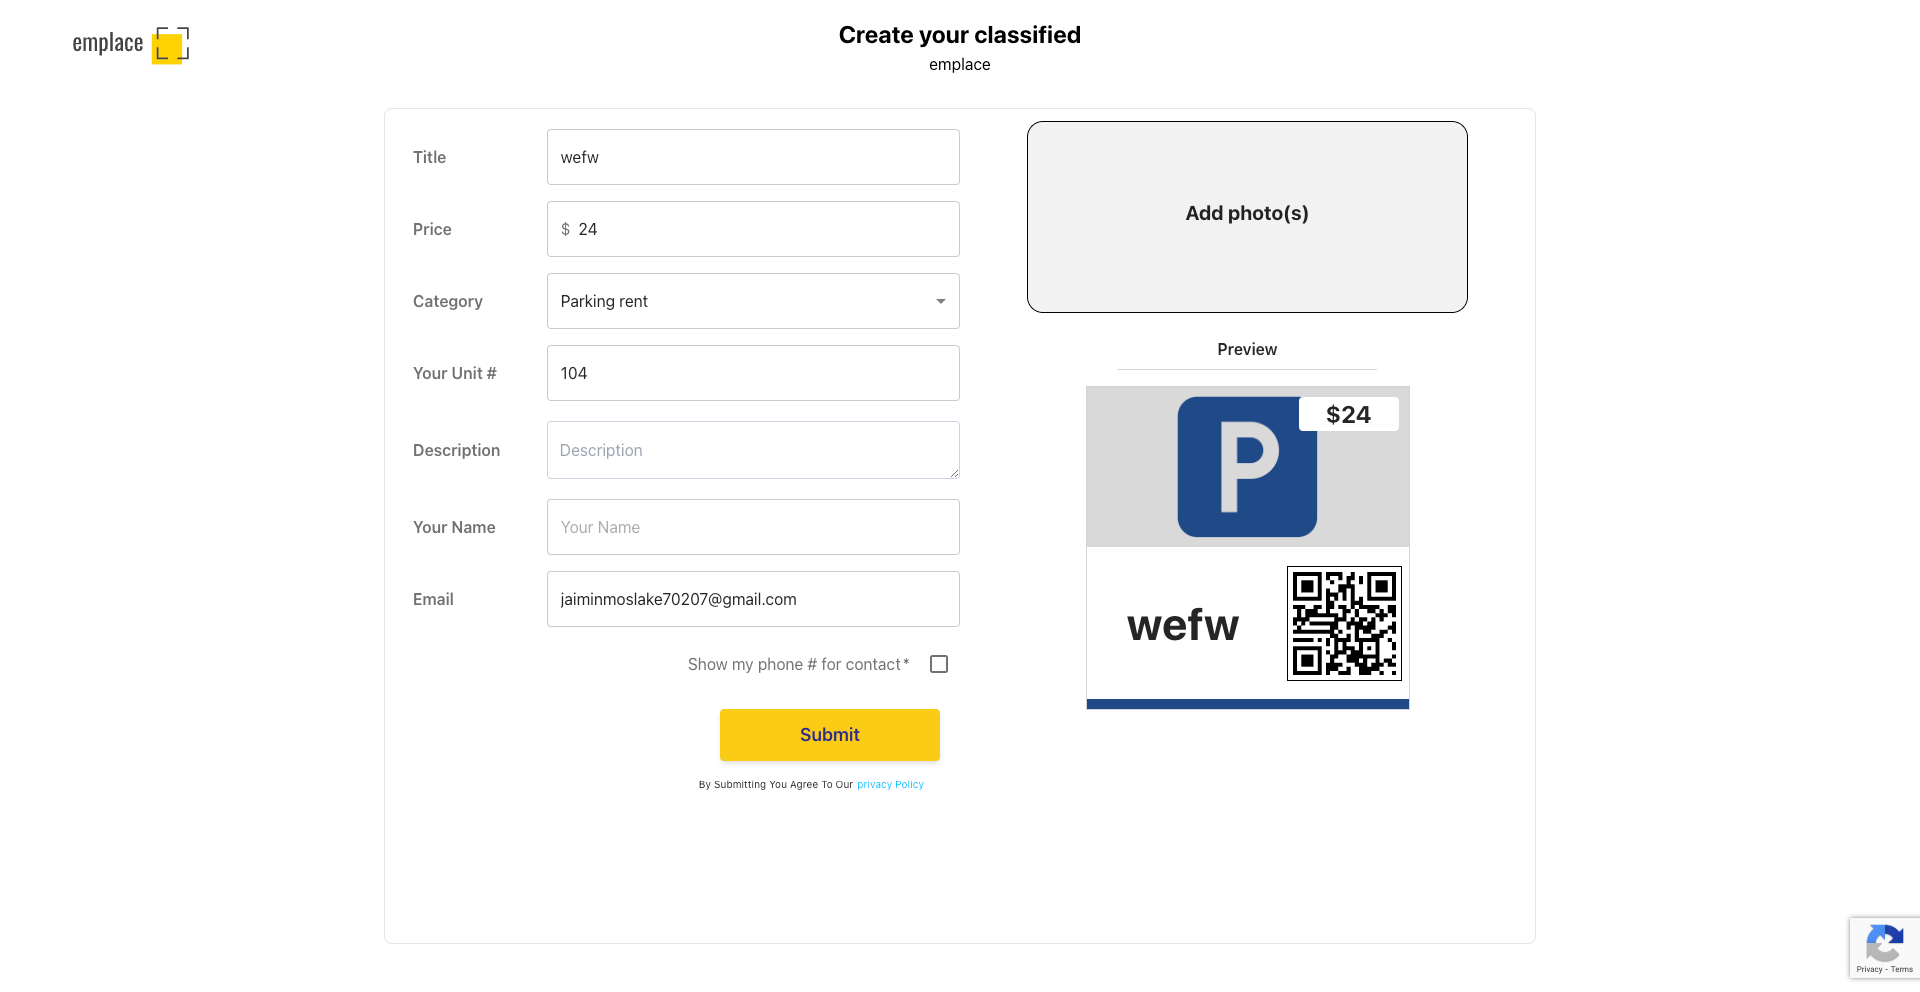 emplace
Create your classified
emplace
Title
wefw
Price
$ 24
Category
Parking rent
Your Unit #
104
Description
Description
Your Name
Your Name
Email
jaiminmoslake70207@gmail.com
Show my phone # for contact*
Submit
By Submitting You Agree To Our privacy Policy
Add photo(s)
Preview
P
$24
wefw
Privacy - Terms